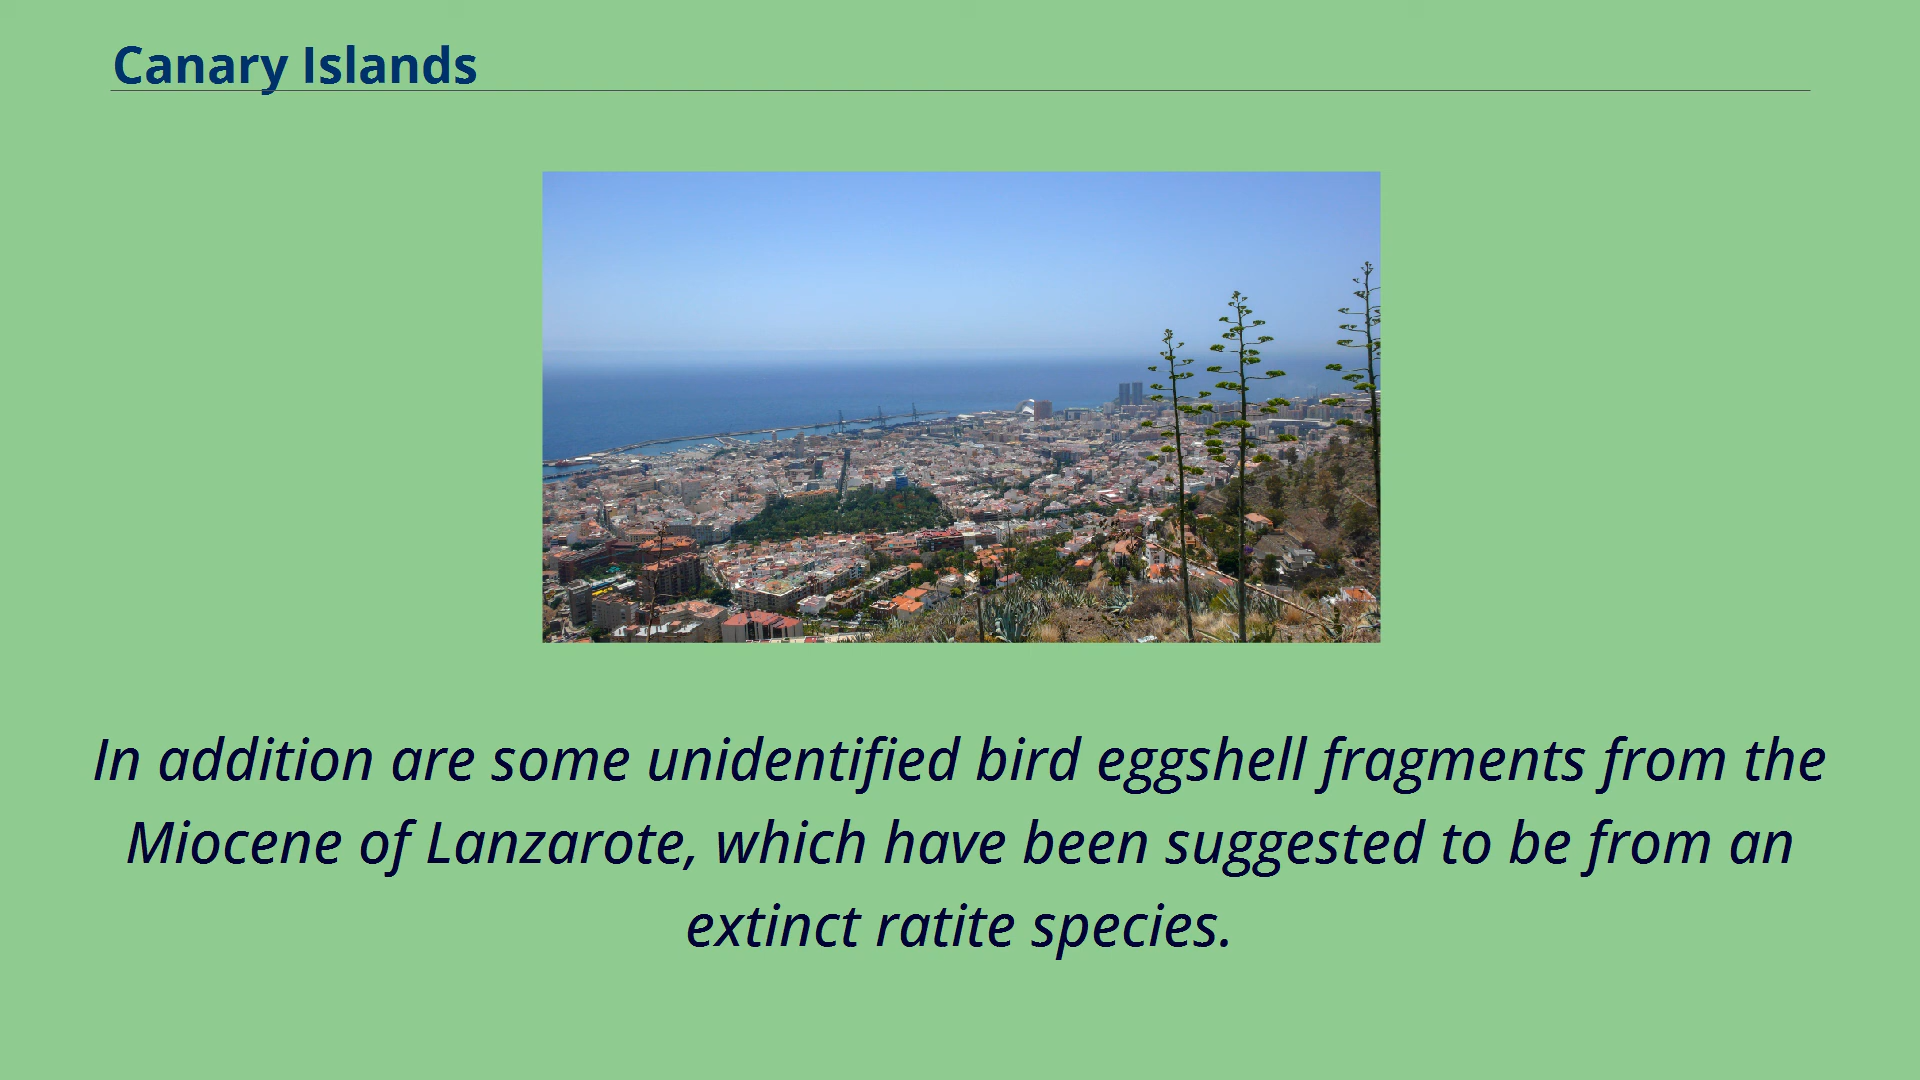 Canary Islands
In addition are some unidentified bird eggshell fragments from the
Miocene of Lanzarote, which have been suggested to be from an
extinct ratite species.